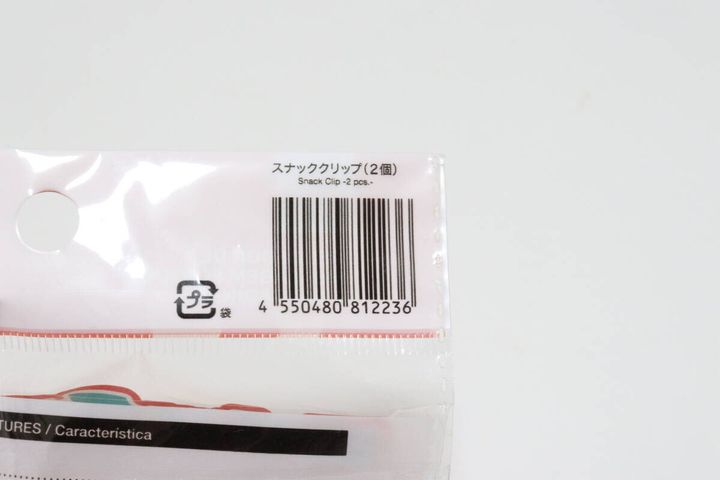 スナッククリップ(2個)
Snack Clip -2 pcs.-
4 550480 812236
プラ
袋
TURES / Característica